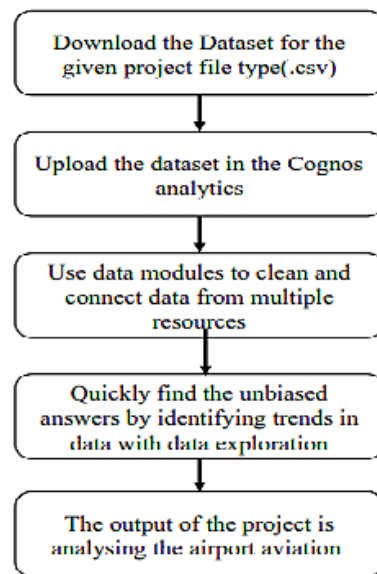 Download the Dataset for the
given project file type(.csv)
Upload the dataset in the Cognos
analytics
Use data modules to clean and
connect data from multiple
resources
Quickly find the unbiased
answers by identifying trends in
data with data exploration
The output of the project is
analysing the airport aviation